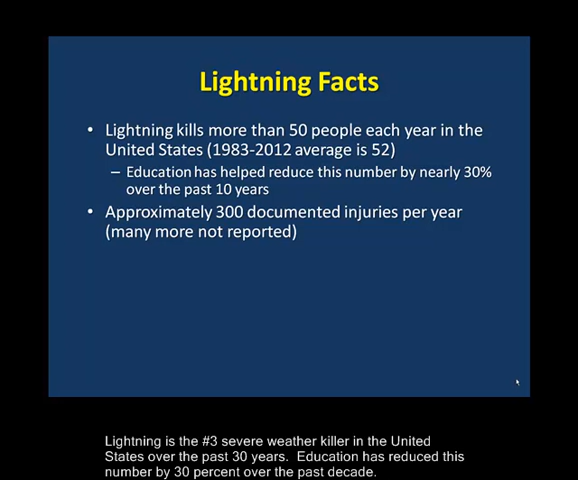 Lightning Facts
• Lightning kills more than 50 people each year in the
United States (1983-2012 average is 52)
– Education has helped reduce this number by nearly 30%
over the past 10 years
• Approximately 300 documented injuries per year
(many more not reported)
Lightning is the #3 severe weather killer in the United
States over the past 30 years.  Education has reduced this
number by 30 percent over the past decade.